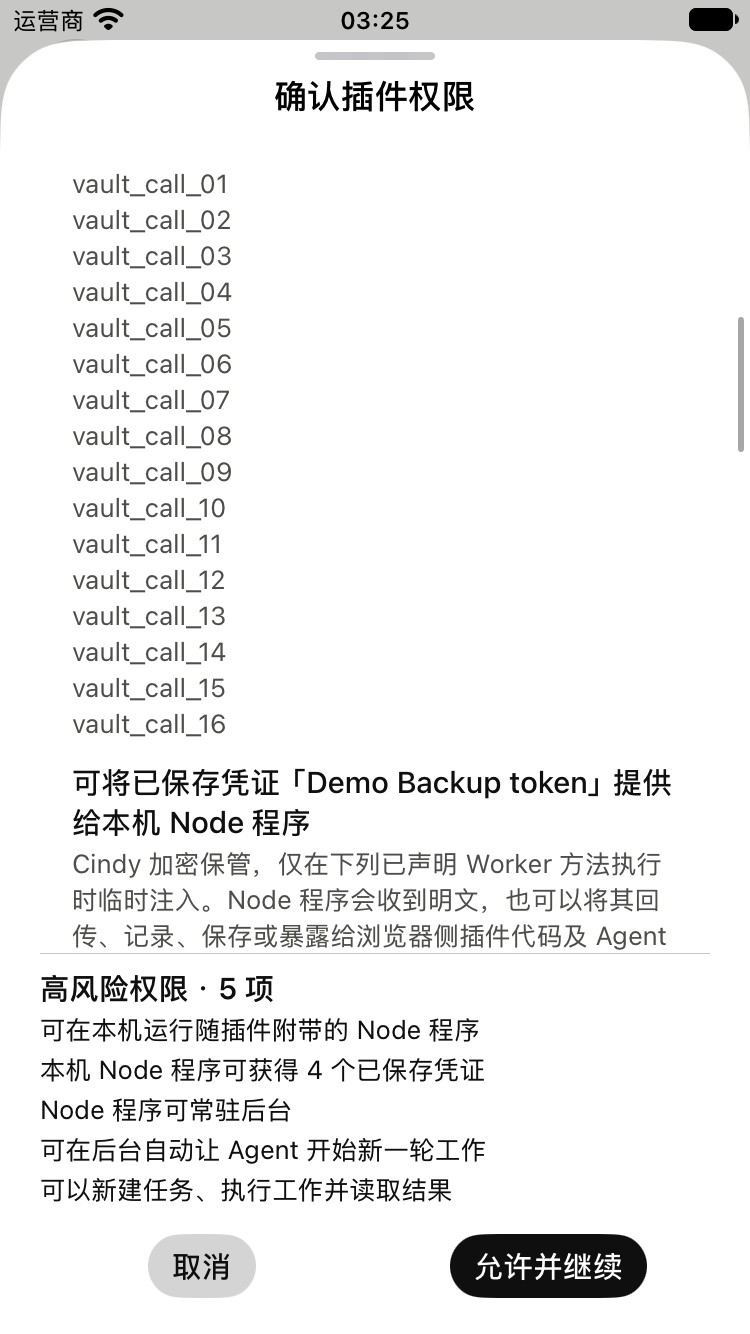 运营商
03:25
确认插件权限
vault_call_01
vault_call_02
vault_call_03
vault_call_04
vault_call_05
vault_call_06
vault_call_07
vault_call_08
vault_call_09
vault_call_10
vault_call_11
vault_call_12
vault_call_13
vault_call_14
vault_call_15
vault_call_16
可将已保存凭证「Demo Backup token」提供
给本机 Node 程序
Cindy 加密保管，仅在下列已声明 Worker 方法执行
时临时注入。Node 程序会收到明文，也可以将其回
传、记录、保存或暴露给浏览器侧插件代码及 Agent
高风险权限 · 5 项
可在本机运行随插件附带的 Node 程序
本机 Node 程序可获得 4 个已保存凭证
Node 程序可常驻后台
可在后台自动让 Agent 开始新一轮工作
可以新建任务、执行工作并读取结果
取消
允许并继续